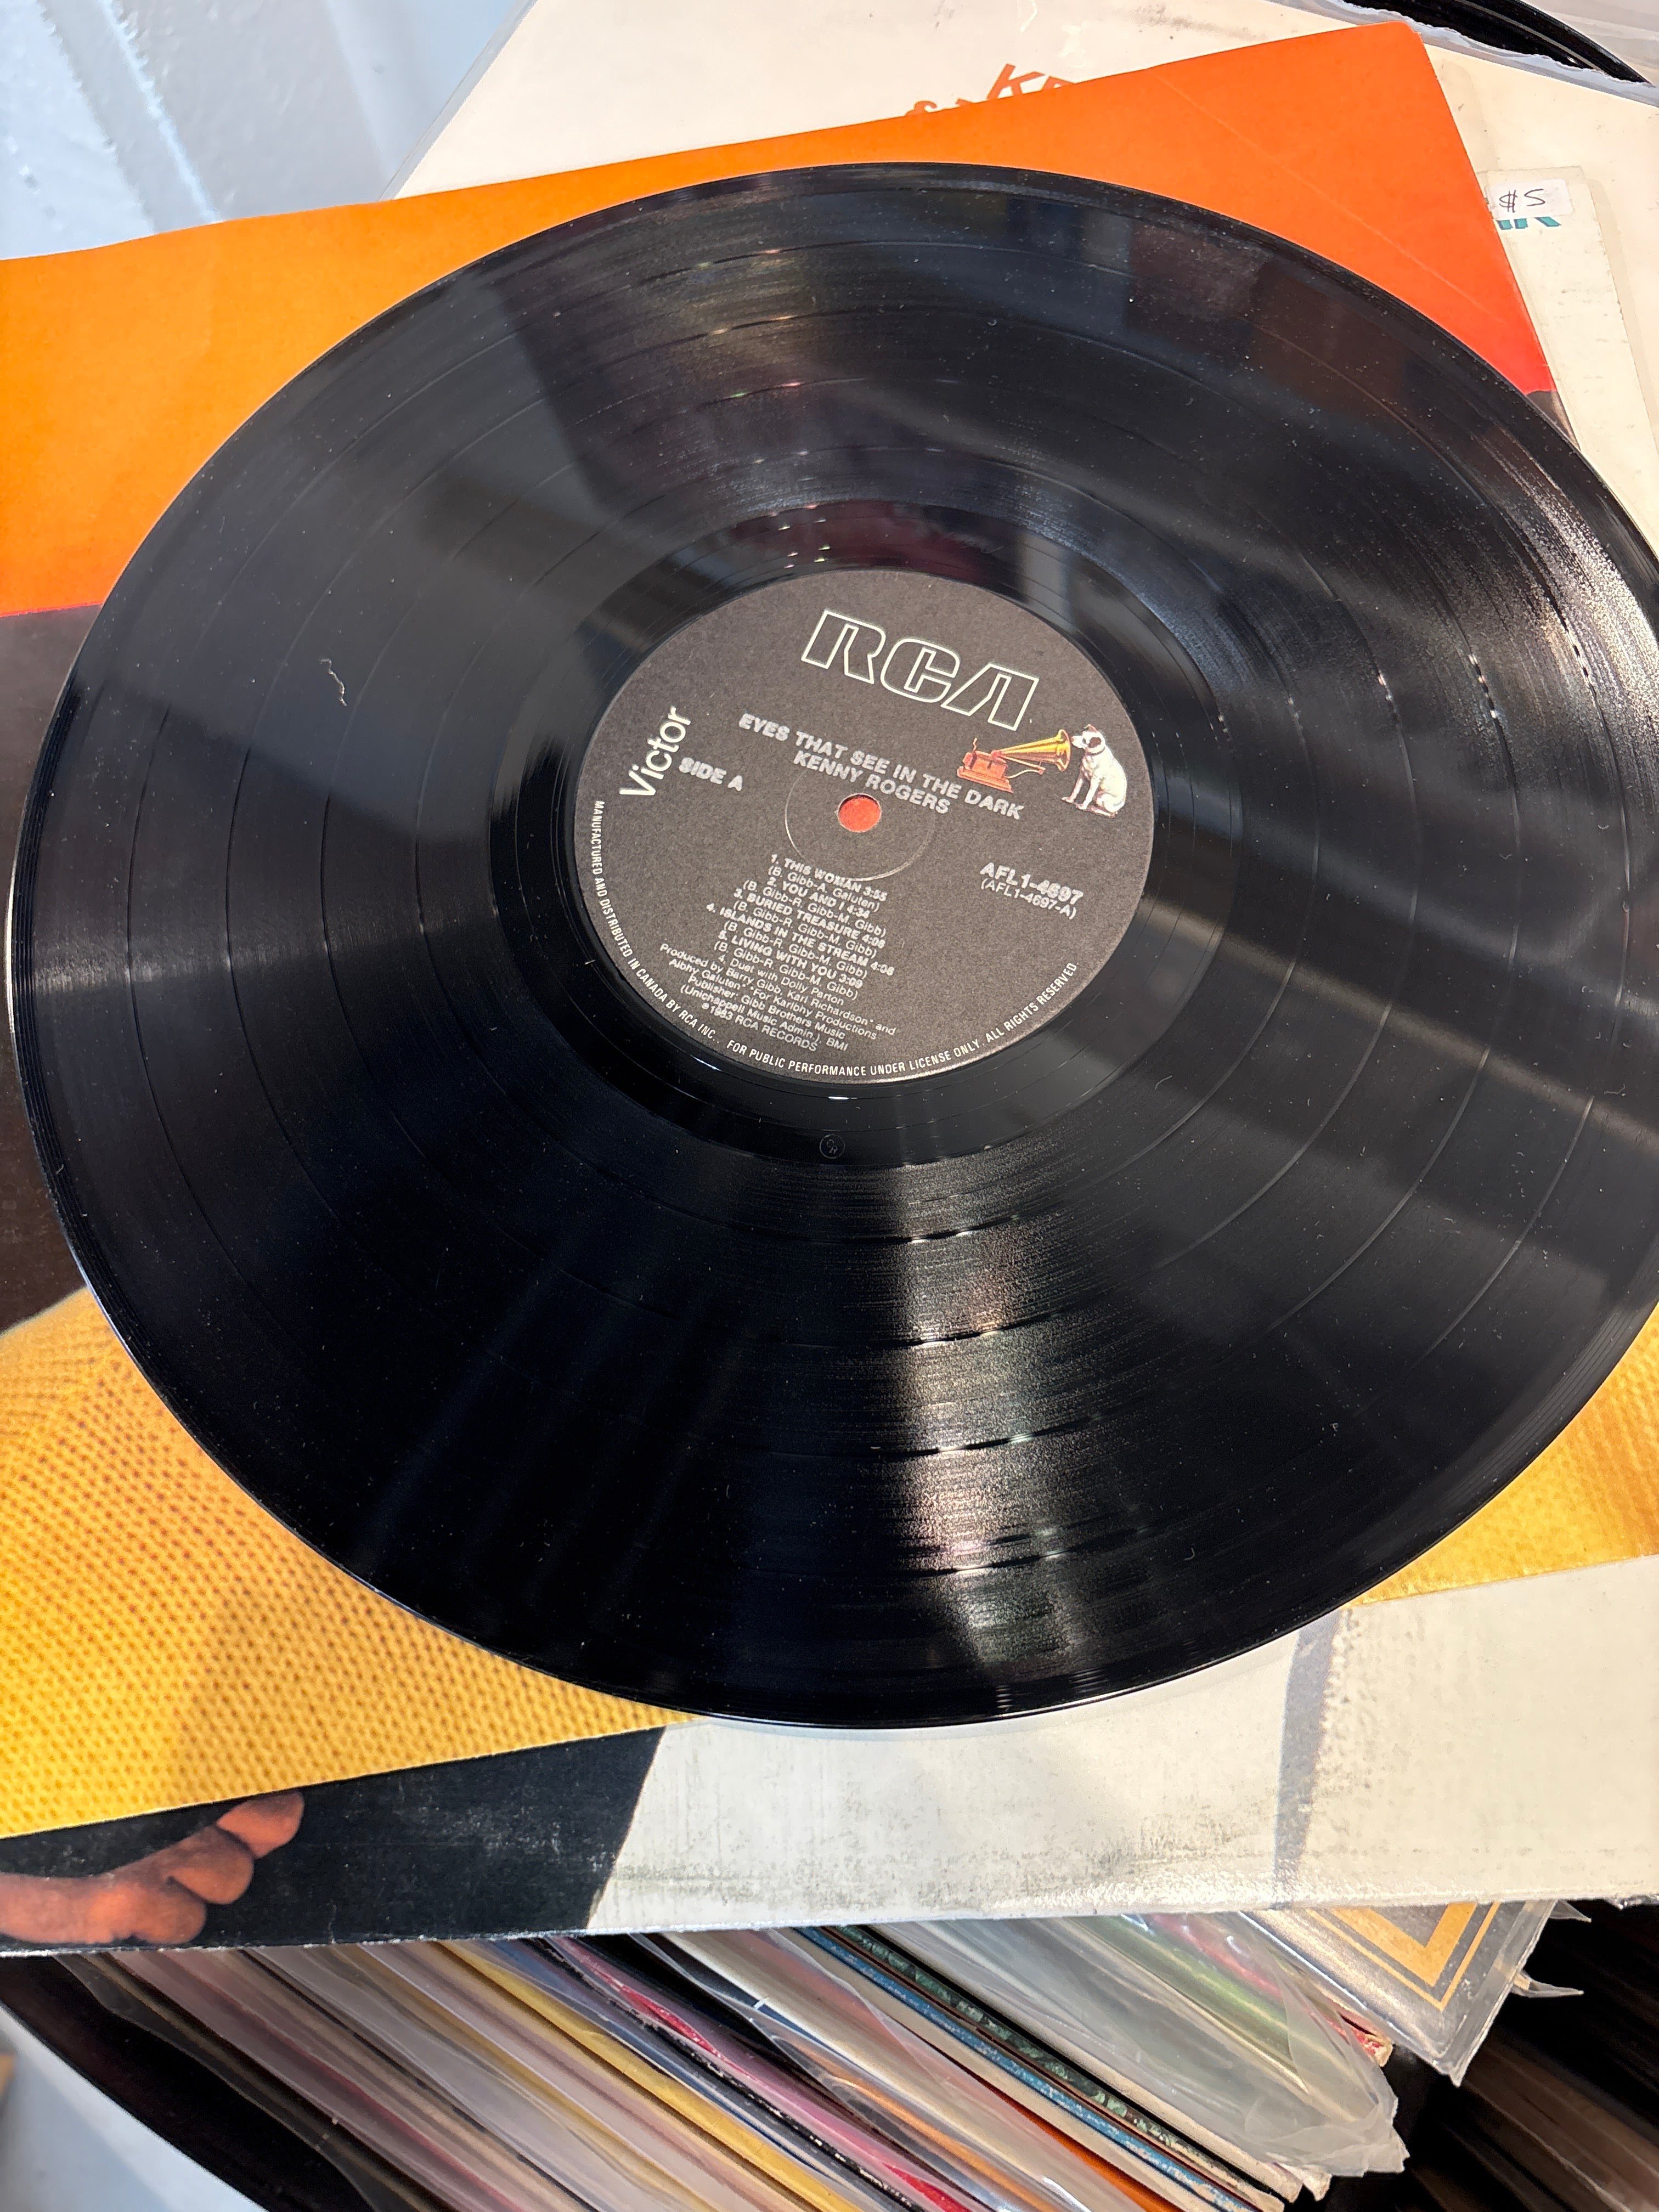 $5
RCA
Victor
EYES THAT SEE IN THE DARK
KENNY ROGERS
SIDE A
AFL1-4697
(AFL1-4697-A)
1. THIS WOMAN 3:55
(B. Gibb-A. Galuten)
2. YOU AND I 4:34
(B. Gibb-R. Gibb-M. Gibb)
3. BURIED TREASURE 4:08
(B. Gibb-R. Gibb-M. Gibb)
4. ISLANDS IN THE STREAM 4:08
(B. Gibb-R. Gibb-M. Gibb)
5. LIVING WITH YOU 3:09
(B. Gibb-R. Gibb-M. Gibb)
4. Duet with Dolly Parton
Produced by Barry Gibb, Karl Richardson* and
Albhy Galuten* *For Karlbhy Productions
Publisher: Gibb Brothers Music
(Unichappell Music Admin.), BMI
℗1983 RCA RECORDS
MANUFACTURED AND DISTRIBUTED IN CANADA BY RCA INC. FOR PUBLIC PERFORMANCE UNDER LICENSE ONLY. ALL RIGHTS RESERVED.